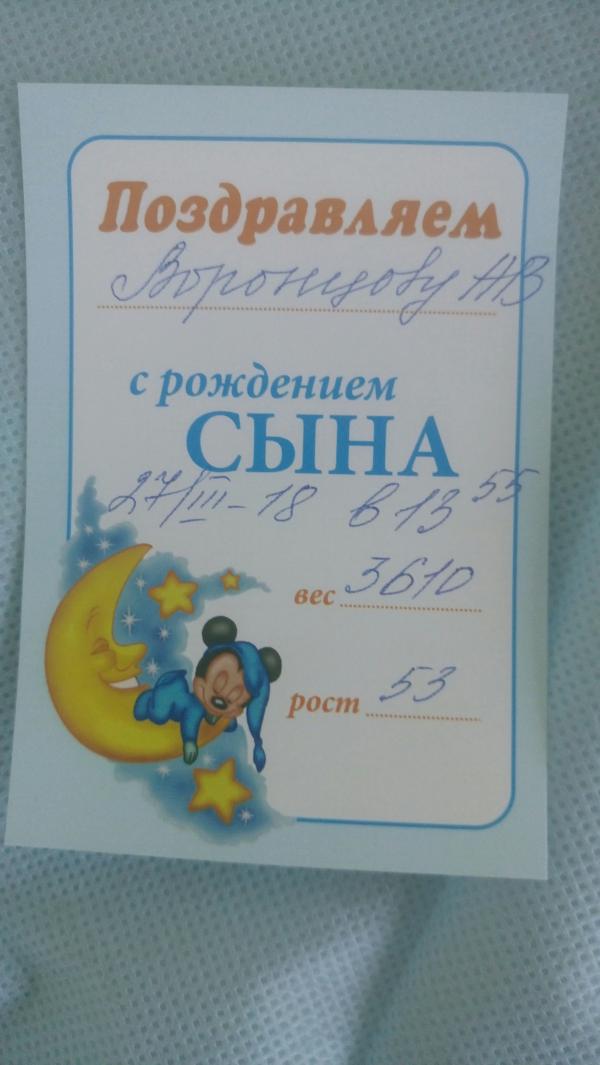 Поздравляем
Воронцову НВ
с рождением
СЫНА
27/III-18 в 13 55
вес 3610
рост 53